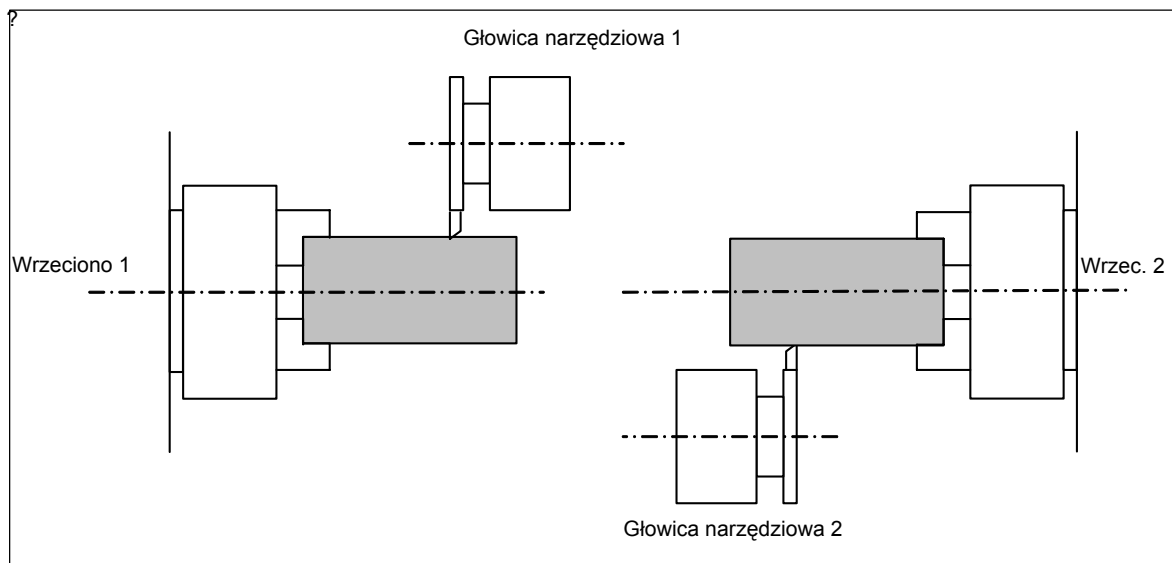 ?
Głowica narzędziowa 1
Wrzeciono 1
Wrzec. 2
Głowica narzędziowa 2